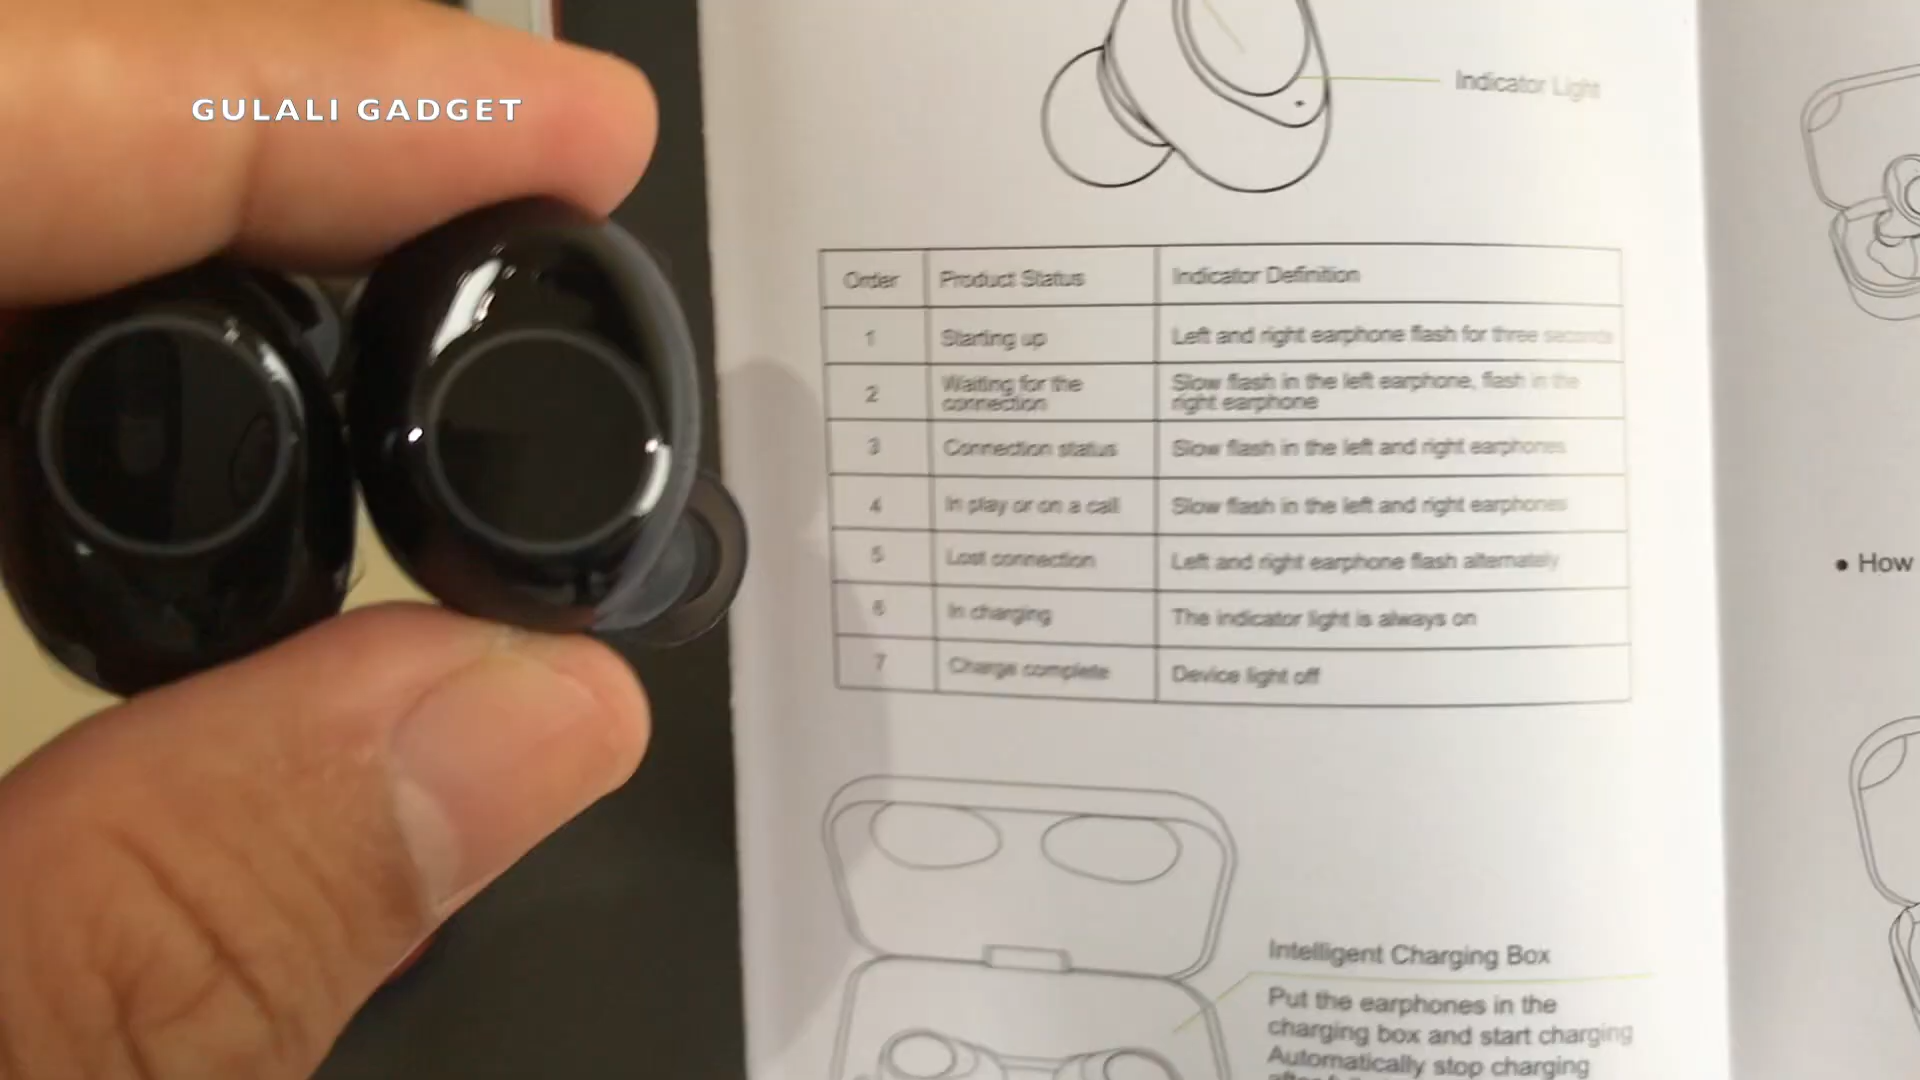 GULALI GADGET
Indicator Light
Order Product Status Indicator Definition
1 Starting up Left and right earphone flash for three seconds
2 Waiting for the connection Slow flash in the left earphone, flash in the right earphone
3 Connection status Slow flash in the left and right earphones
4 In play or on a call Slow flash in the left and right earphones
5 Lost connection Left and right earphone flash alternately
6 In charging The indicator light is always on
7 Charge complete Device light off
• How
Intelligent Charging Box
Put the earphones in the
charging box and start charging
Automatically stop charging